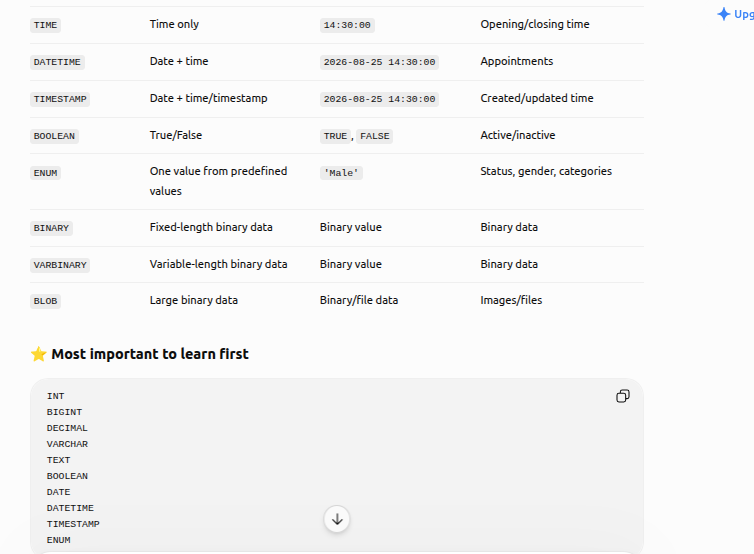 TIME Time only 14:30:00 Opening/closing time
Upg
DATETIME Date + time 2026-08-25 14:30:00 Appointments
TIMESTAMP Date + time/timestamp 2026-08-25 14:30:00 Created/updated time
BOOLEAN True/False TRUE , FALSE Active/inactive
ENUM One value from predefined 'Male' Status, gender, categories
values
BINARY Fixed-length binary data Binary value Binary data
VARBINARY Variable-length binary data Binary value Binary data
BLOB Large binary data Binary/file data Images/files
⭐ Most important to learn first
INT
BIGINT
DECIMAL
VARCHAR
TEXT
BOOLEAN
DATE
DATETIME
TIMESTAMP
ENUM